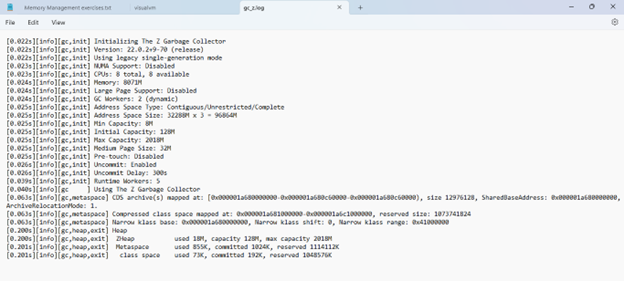 Memory Management exercises txt
visualvm
gc_z.log
File Edit View
[0.022s][info][gc,init] Initializing The Z Garbage Collector
[0.022s][info][gc,init] Version: 22.0.2+9-70 (release)
[0.022s][info][gc,init] Using legacy single-generation mode
[0.023s][info][gc,init] NUMA Support: Disabled
[0.023s][info][gc,init] CPUs: 8 total, 8 available
[0.024s][info][gc,init] Memory: 8071M
[0.024s][info][gc,init] Large Page Support: Disabled
[0.024s][info][gc,init] GC Workers: 2 (dynamic)
[0.025s][info][gc,init] Address Space Type: Contiguous/Unrestricted/Complete
[0.025s][info][gc,init] Address Space Size: 32288M x 3 = 96864M
[0.025s][info][gc,init] Min Capacity: 8M
[0.025s][info][gc,init] Initial Capacity: 128M
[0.025s][info][gc,init] Max Capacity: 2018M
[0.025s][info][gc,init] Medium Page Size: 32M
[0.025s][info][gc,init] Pre-touch: Disabled
[0.026s][info][gc,init] Uncommit: Enabled
[0.026s][info][gc,init] Uncommit Delay: 300s
[0.039s][info][gc,init] Runtime Workers: 5
[0.040s][info][gc     ] Using The Z Garbage Collector
[0.063s][info][gc,metaspace] CDS archive(s) mapped at: [0x000001a680000000-0x000001a680c60000-0x000001a680c60000), size 12976128, SharedBaseAddress: 0x000001a680000000,
ArchiveRelocationMode: 1.
[0.063s][info][gc,metaspace] Compressed class space mapped at: 0x000001a681000000-0x000001a6c1000000, reserved size: 1073741824
[0.063s][info][gc,metaspace] Narrow klass base: 0x000001a680000000, Narrow klass shift: 0, Narrow klass range: 0x41000000
[0.200s][info][gc,heap,exit] Heap
[0.200s][info][gc,heap,exit]  ZHeap           used 18M, capacity 128M, max capacity 2018M
[0.201s][info][gc,heap,exit]  Metaspace       used 855K, committed 1024K, reserved 1114112K
[0.201s][info][gc,heap,exit]   class space    used 73K, committed 192K, reserved 1048576K